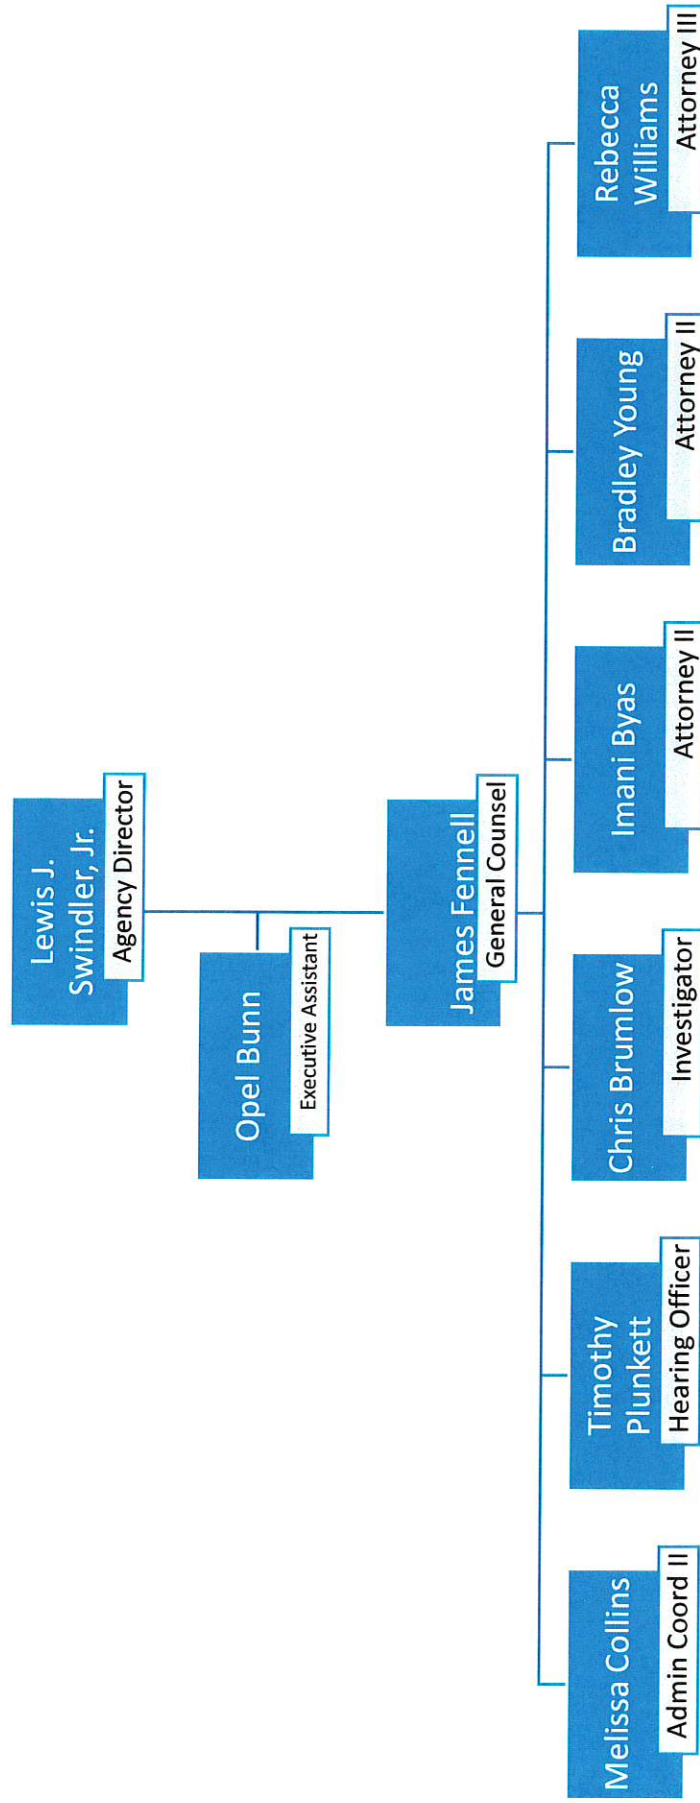 Lewis J.
Swindler, Jr.
Agency Director
Opel Bunn
Executive Assistant
James Fennell
General Counsel
Melissa Collins
Admin Coord II
Timothy
Plunkett
Hearing Officer
Chris Brumlow
Investigator
Imani Byas
Attorney II
Bradley Young
Attorney II
Rebecca
Williams
Attorney III